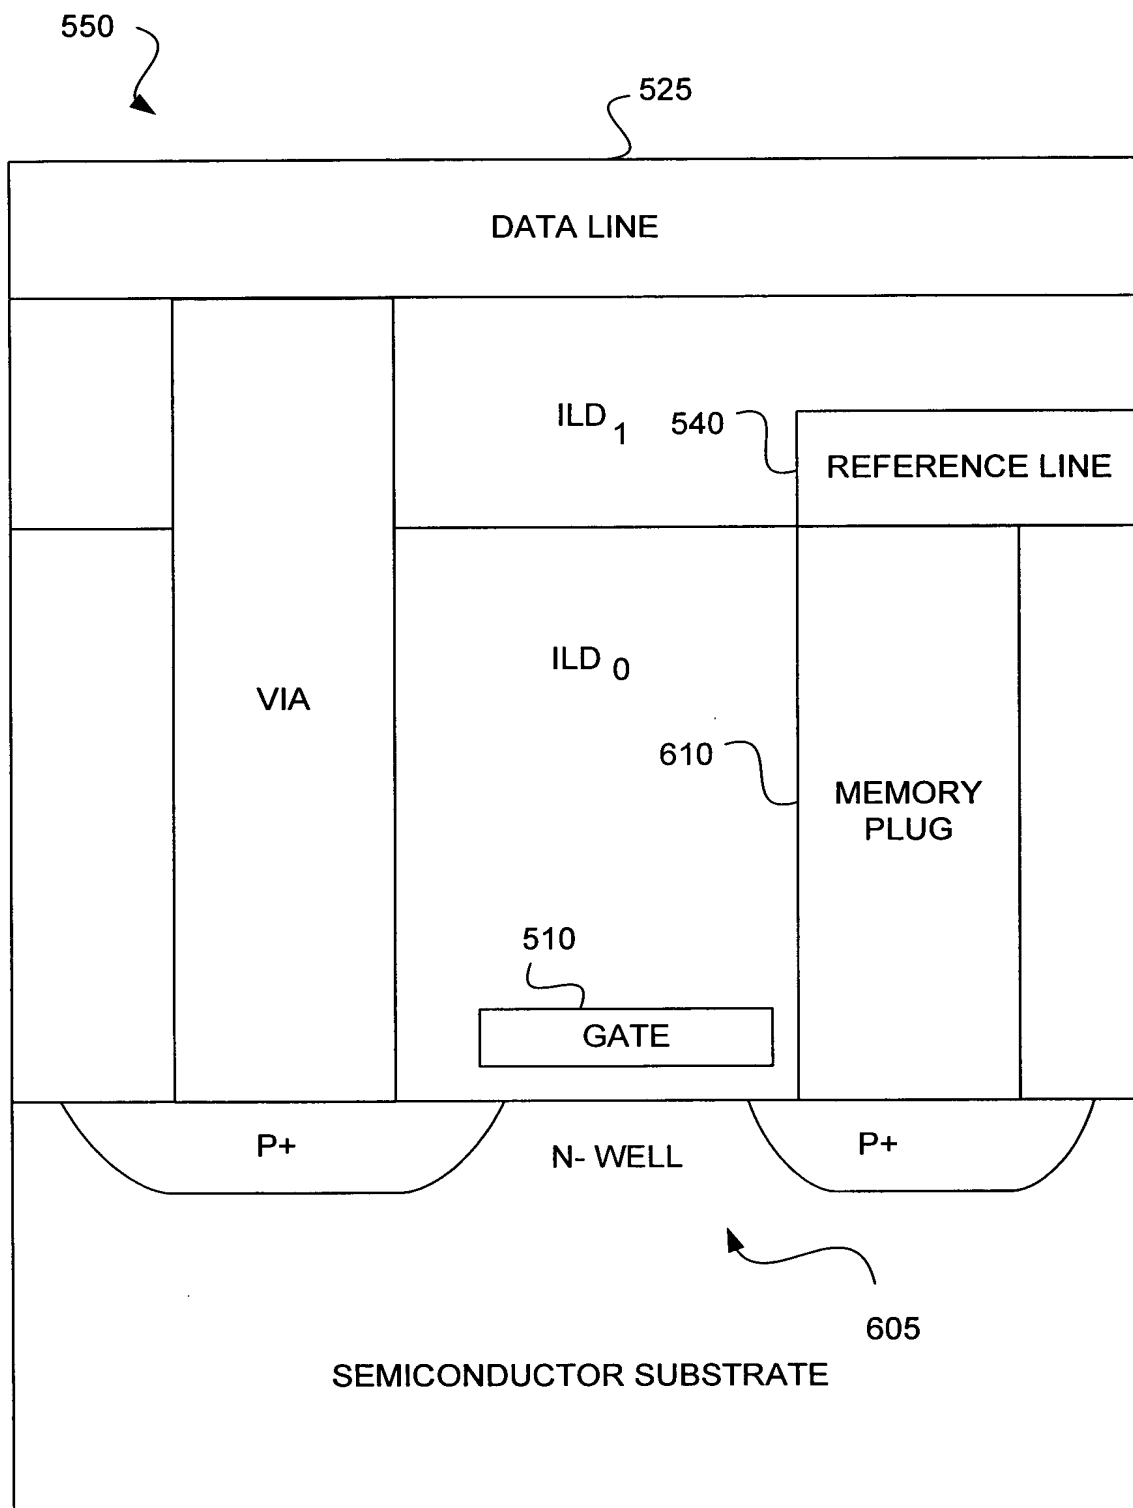 550
525
DATA LINE
ILD 1
540
REFERENCE LINE
ILD 0
VIA
610
MEMORY
PLUG
510
GATE
P+
N- WELL
P+
605
SEMICONDUCTOR SUBSTRATE